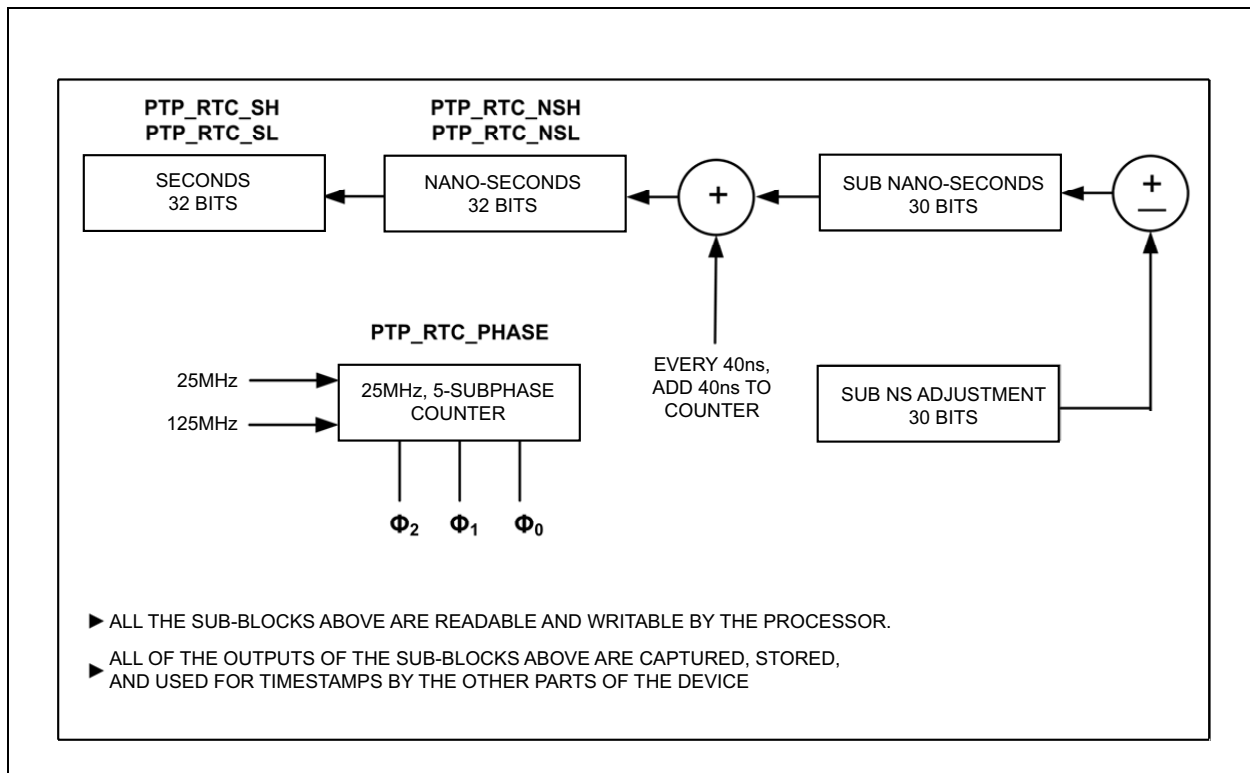 PTP_RTC_SH
PTP_RTC_SL
SECONDS
32 BITS
PTP_RTC_NSH
PTP_RTC_NSL
NANO-SECONDS
32 BITS
+
SUB NANO-SECONDS
30 BITS
+
—
PTP_RTC_PHASE
25MHz
125MHz
25MHz, 5-SUBPHASE
COUNTER
Φ₂ Φ₁ Φ₀
EVERY 40ns,
ADD 40ns TO
COUNTER
SUB NS ADJUSTMENT
30 BITS
► ALL THE SUB-BLOCKS ABOVE ARE READABLE AND WRITABLE BY THE PROCESSOR.
► ALL OF THE OUTPUTS OF THE SUB-BLOCKS ABOVE ARE CAPTURED, STORED,
AND USED FOR TIMESTAMPS BY THE OTHER PARTS OF THE DEVICE